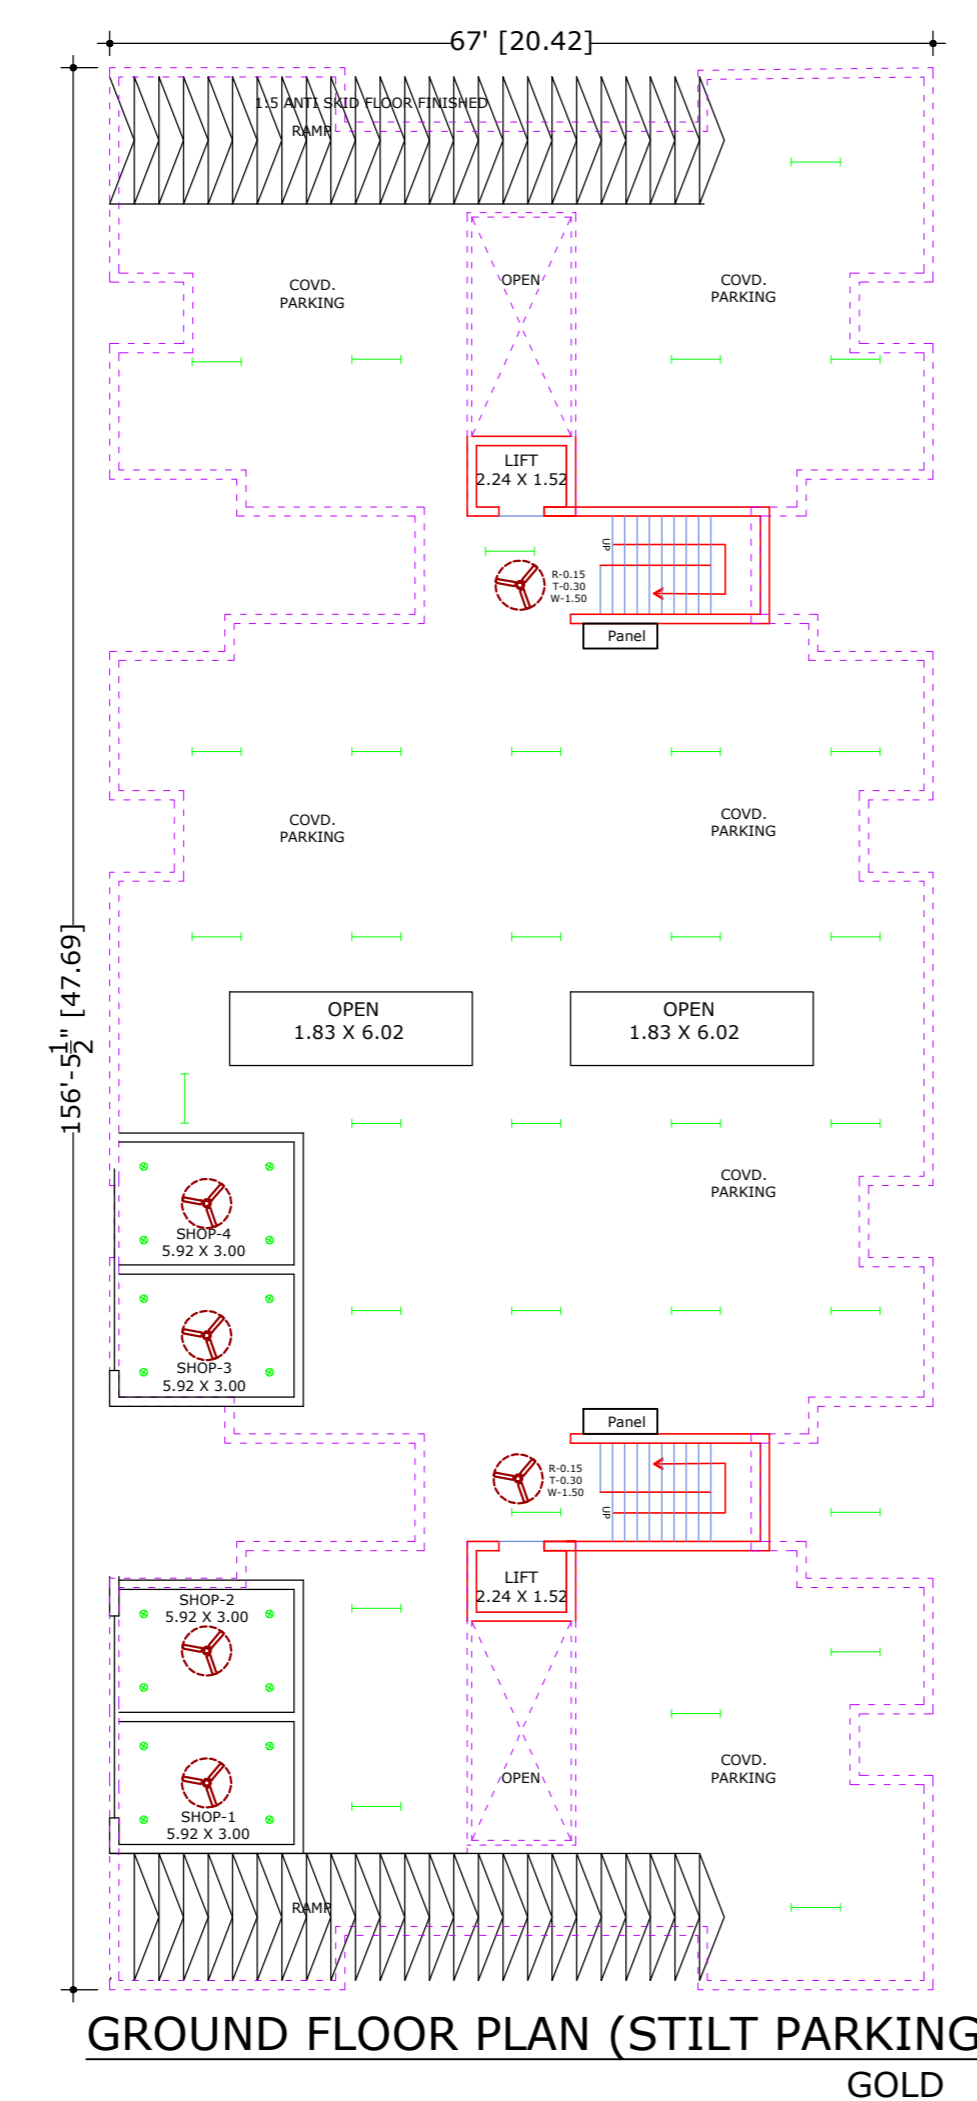 67' [20.42]
1:5 ANTI SKID FLOOR FINISHED
RAMP
COVD.
PARKING
OPEN
COVD.
PARKING
LIFT
2.24 X 1.52
UP
R-0.15
T-0.30
W-1.50
Panel
COVD.
PARKING
COVD.
PARKING
156'-5 1/2" [47.69]
OPEN
1.83 X 6.02
OPEN
1.83 X 6.02
COVD.
PARKING
SHOP-4
5.92 X 3.00
SHOP-3
5.92 X 3.00
Panel
R-0.15
T-0.30
W-1.50
UP
LIFT
2.24 X 1.52
SHOP-2
5.92 X 3.00
COVD.
PARKING
OPEN
SHOP-1
5.92 X 3.00
RAMP
GROUND FLOOR PLAN (STILT PARKING
GOLD